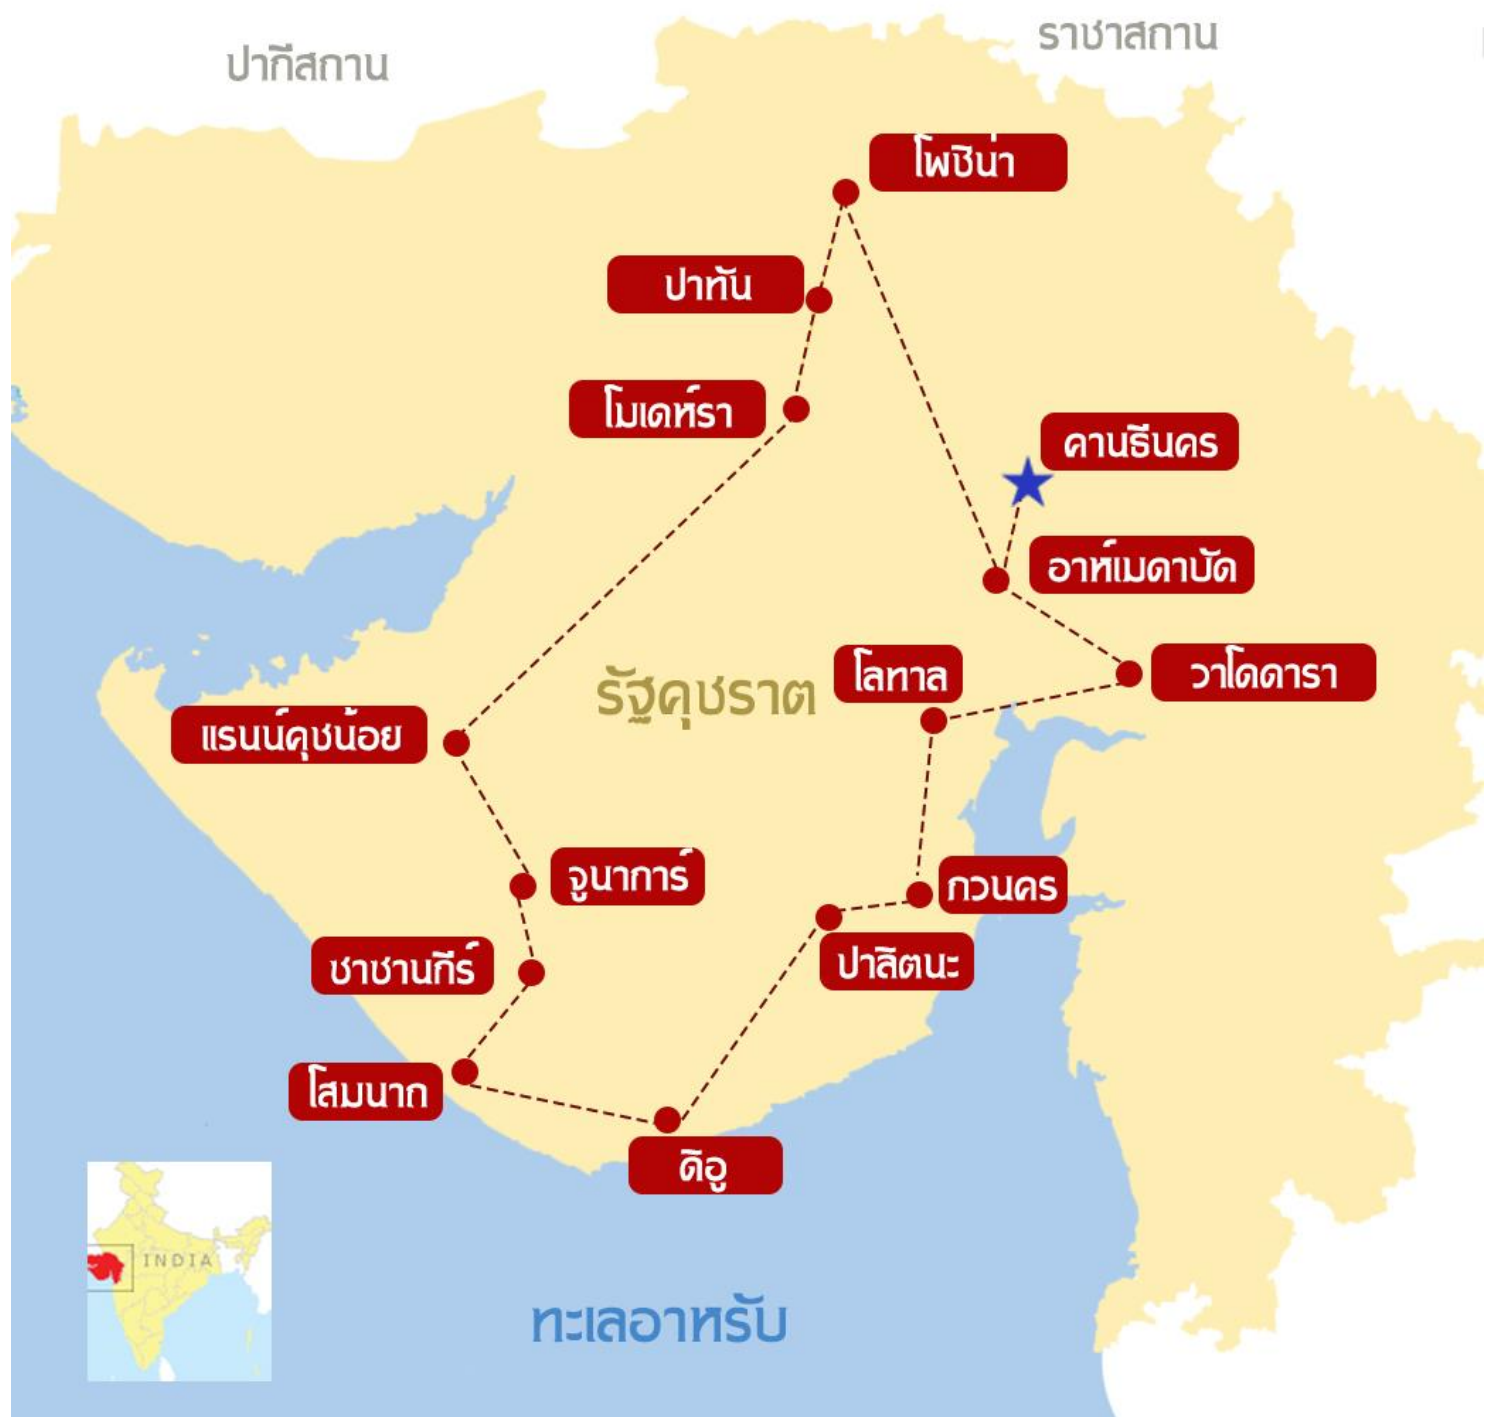 ปากีสถาน
ราชาสถาน
โพชิน่า
ปาทัน
โมเดห์รา
คานธีนคร
อาห์เมดาบัด
วาโดดารา
โลทาล
รัฐคุชราต
แรนน์คุชน้อย
จูนาการ์
กวนคร
ปาลิตนะ
ชาชานกีร์
โสมนาถ
ดิอู
INDIA
ทะเลอาหรับ